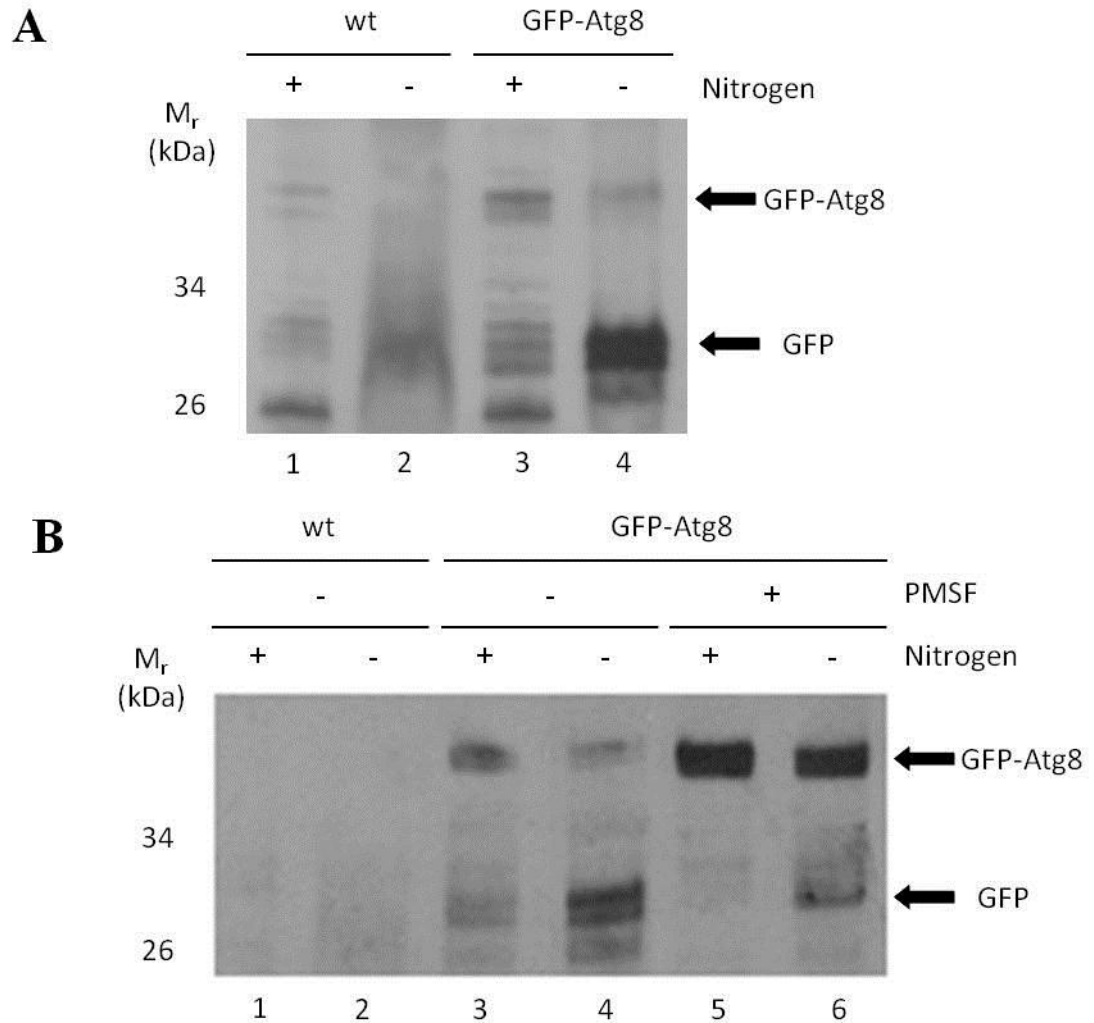 A
wt GFP-Atg8
+ - + - Nitrogen
Mr
(kDa)
GFP-Atg8
34
GFP
26
1 2 3 4
B
wt GFP-Atg8
- - + PMSF
+ - + - + - Nitrogen
Mr
(kDa)
GFP-Atg8
34
GFP
26
1 2 3 4 5 6